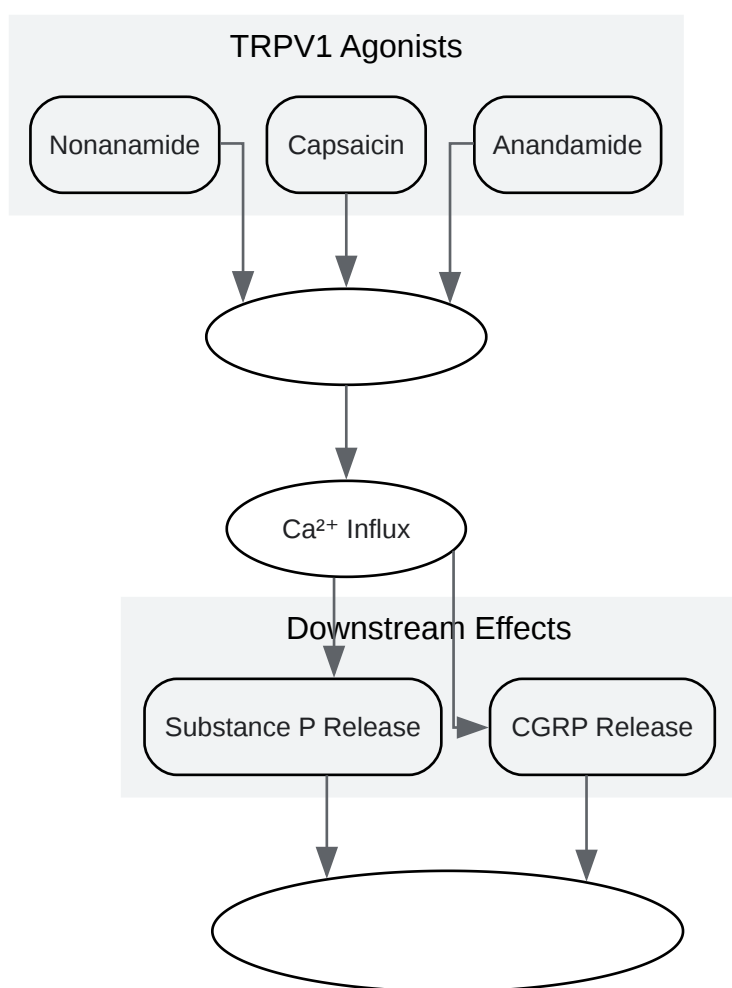 TRPV1 Agonists
Nonanamide
Capsaicin
Anandamide
Ca²⁺ Influx
Downstream Effects
Substance P Release
CGRP Release